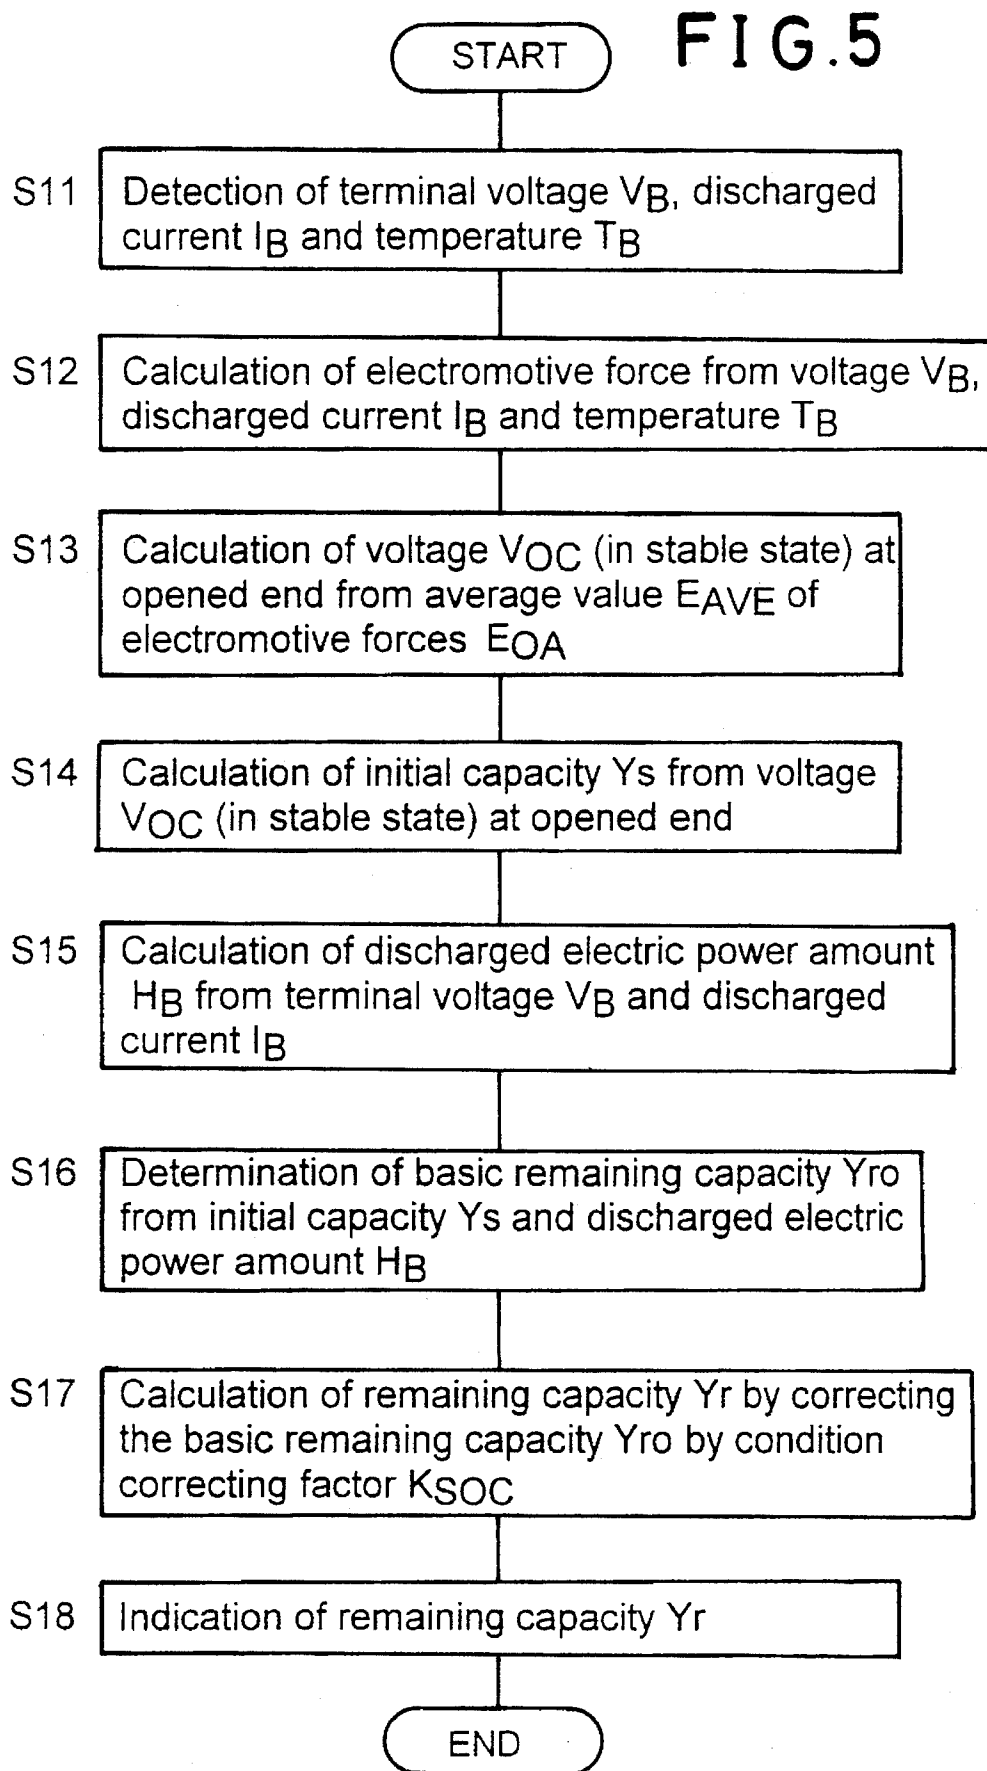 FIG.5
START
S11
Detection of terminal voltage VB, discharged
current IB and temperature TB
S12
Calculation of electromotive force from voltage VB,
discharged current IB and temperature TB
S13
Calculation of voltage VOC (in stable state) at
opened end from average value EAVE of
electromotive forces EOA
S14
Calculation of initial capacity Ys from voltage
VOC (in stable state) at opened end
S15
Calculation of discharged electric power amount
HB from terminal voltage VB and discharged
current IB
S16
Determination of basic remaining capacity Yro
from initial capacity Ys and discharged electric
power amount HB
S17
Calculation of remaining capacity Yr by correcting
the basic remaining capacity Yro by condition
correcting factor KSOC
S18
Indication of remaining capacity Yr
END